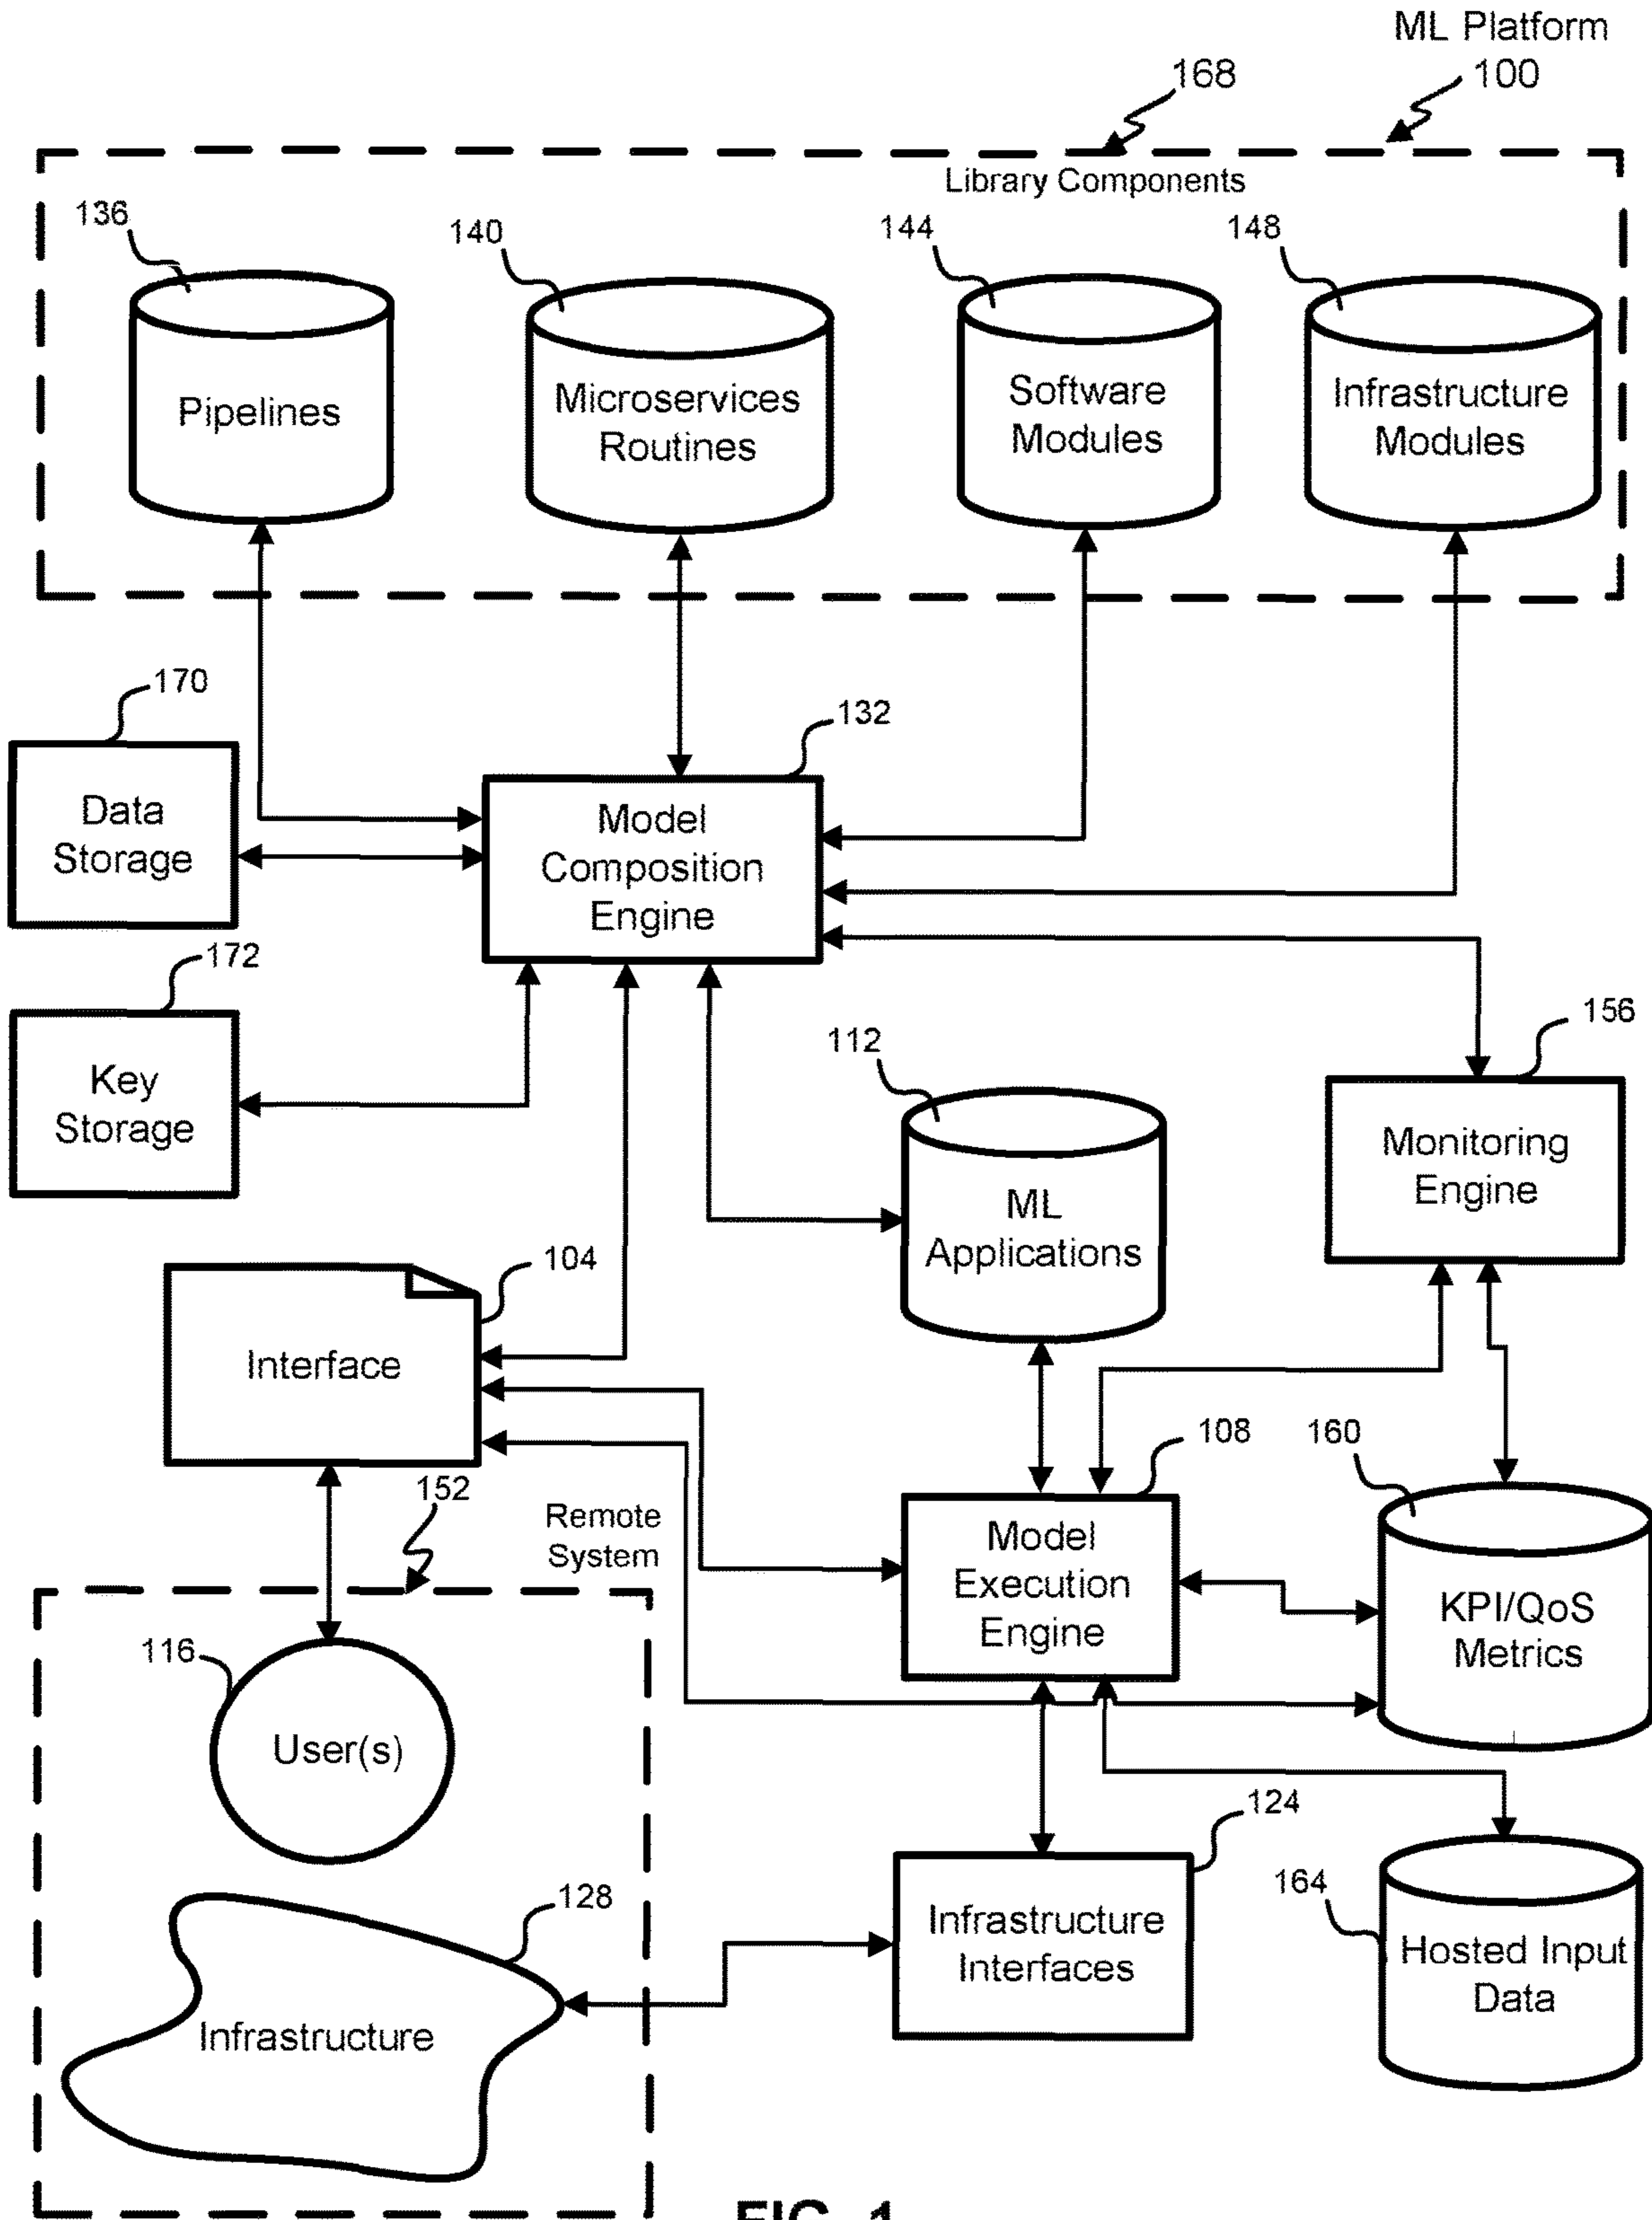 ML Platform
168
100
Library Components
136
140
144
148
Pipelines
Microservices
Routines
Software
Modules
Infrastructure
Modules
170
132
Data
Storage
Model
Composition
Engine
172
156
112
Key
Storage
Monitoring
Engine
ML
Applications
104
Interface
108
160
152
Remote
System
Model
Execution
Engine
KPI/QoS
Metrics
116
User(s)
124
128
164
Infrastructure
Interfaces
Hosted Input
Data
Infrastructure
FIG. 1